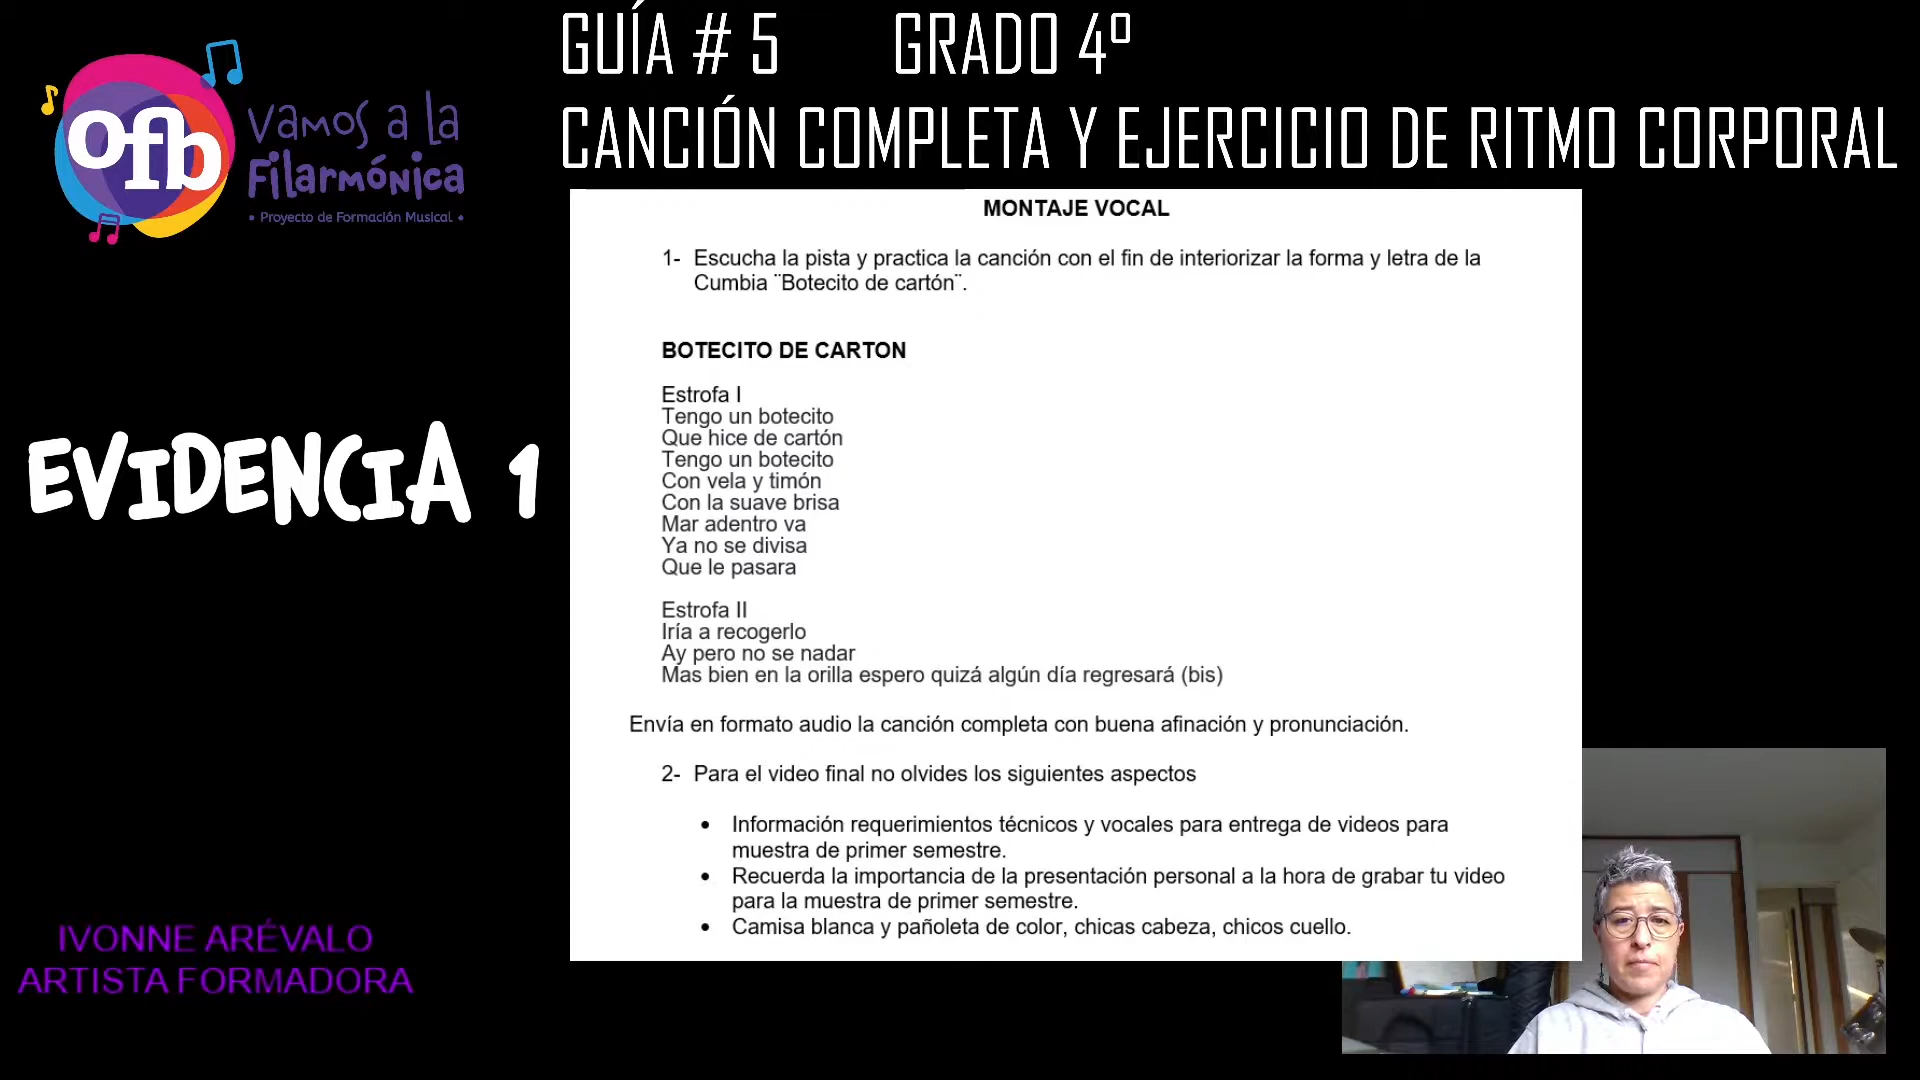 GUÍA # 5 GRADO 4º
CANCIÓN COMPLETA Y EJERCICIO DE RITMO CORPORAL
ofb
Vamos a la
Filarmónica
• Proyecto de Formación Musical •
EVIDENCIA 1
MONTAJE VOCAL
1- Escucha la pista y practica la canción con el fin de interiorizar la forma y letra de la
Cumbia ¨Botecito de cartón¨.
BOTECITO DE CARTON
Estrofa I
Tengo un botecito
Que hice de cartón
Tengo un botecito
Con vela y timón
Con la suave brisa
Mar adentro va
Ya no se divisa
Que le pasara
Estrofa II
Iría a recogerlo
Ay pero no se nadar
Mas bien en la orilla espero quizá algún día regresará (bis)
Envía en formato audio la canción completa con buena afinación y pronunciación.
2- Para el video final no olvides los siguientes aspectos
• Información requerimientos técnicos y vocales para entrega de videos para
muestra de primer semestre.
• Recuerda la importancia de la presentación personal a la hora de grabar tu video
para la muestra de primer semestre.
• Camisa blanca y pañoleta de color, chicas cabeza, chicos cuello.
IVONNE ARÉVALO
ARTISTA FORMADORA